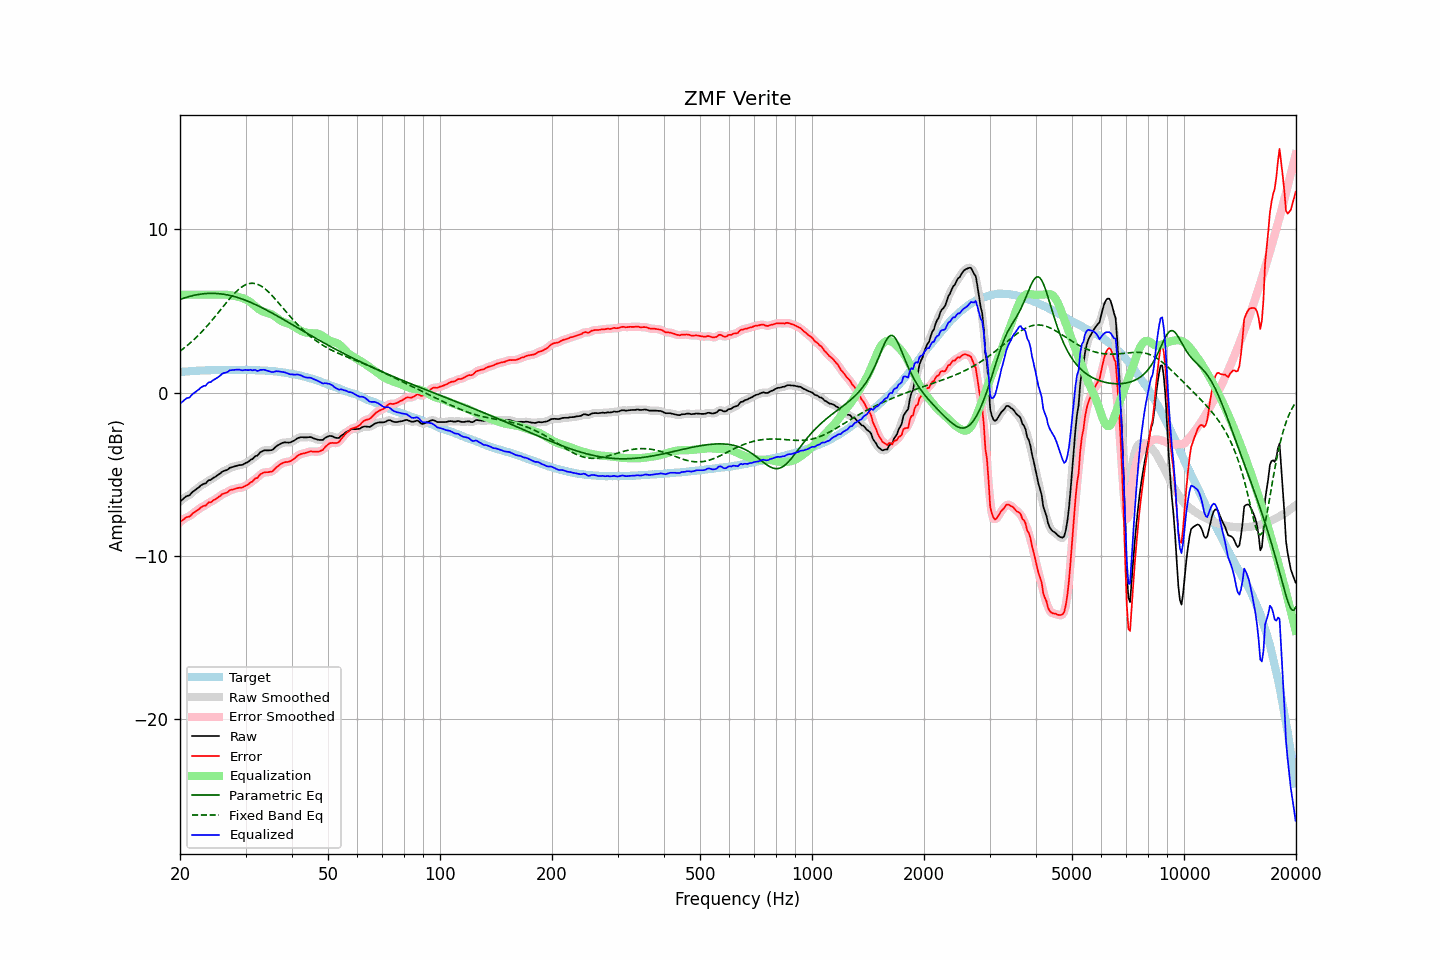 ZMF Verite
Amplitude (dBr)
10
0
−10
−20
Target
Raw Smoothed
Error Smoothed
Raw
Error
Equalization
Parametric Eq
Fixed Band Eq
Equalized
20 50 100 200 500 1000 2000 5000 10000 20000
Frequency (Hz)